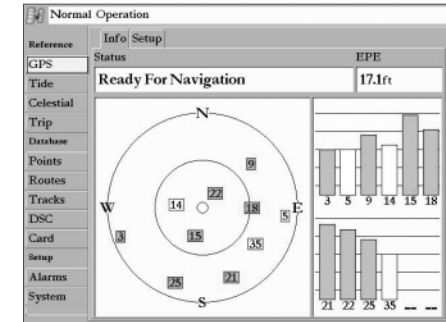 Normal Operation
Reference
GPS
Tide
Celestial
Trip
Database
Points
Routes
Tracks
DSC
Card
Setup
Alarms
System
Info Setup
Status EPE
Ready For Navigation 17.1ft
N
9
22
14
W 18 E
5
3 15
35
25 21
S
3 5 9 14 15 18
21 22 25 35 -- --